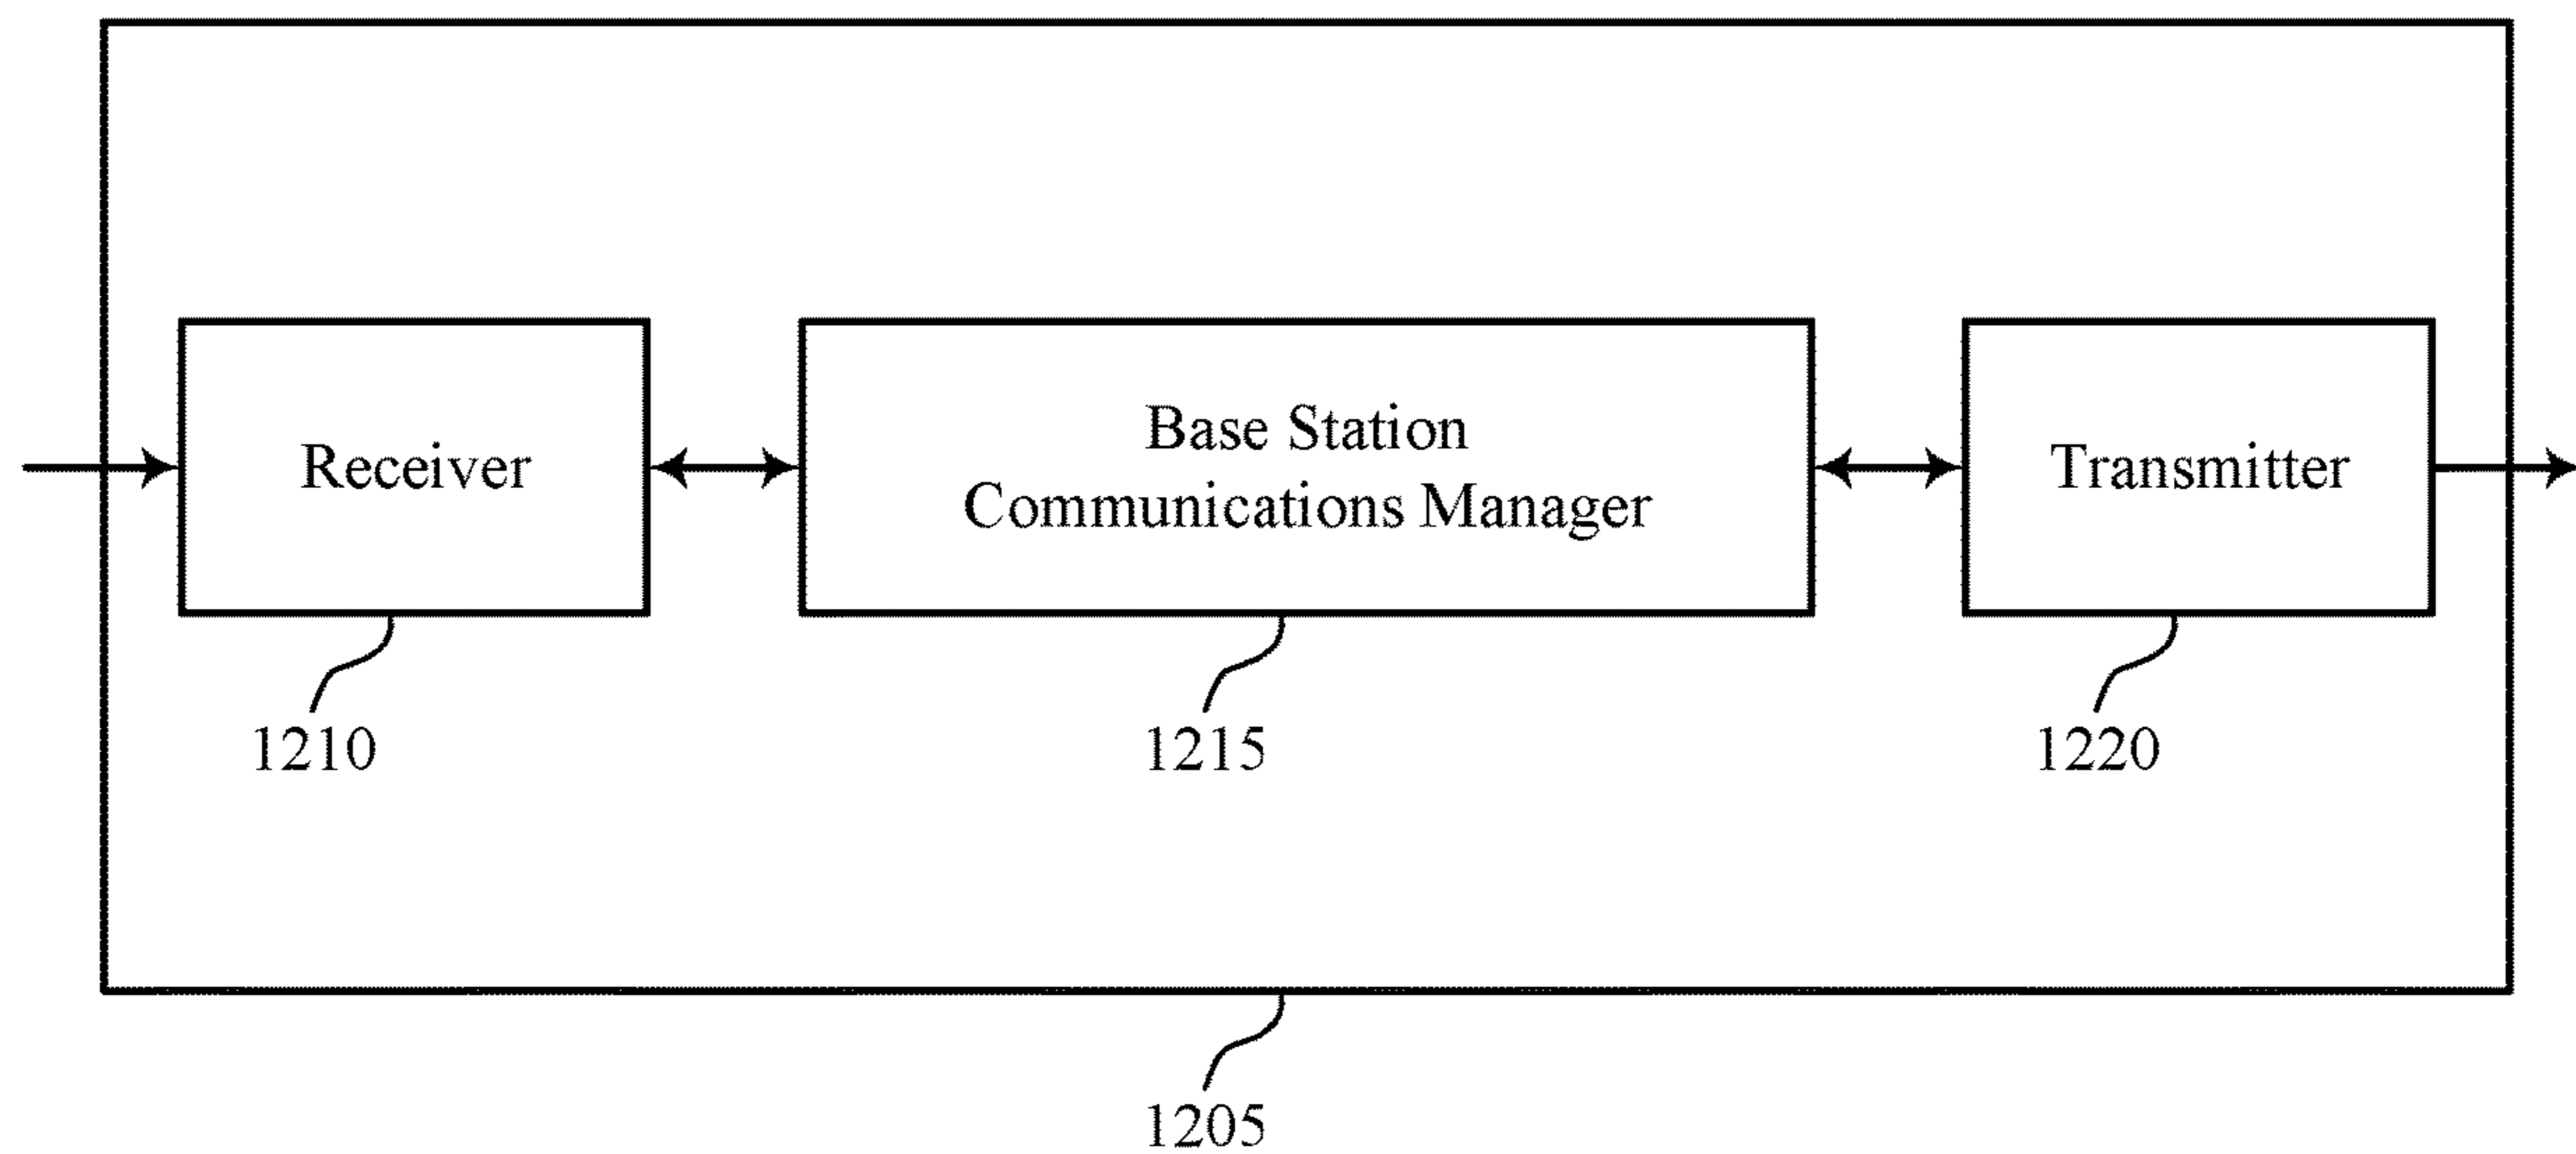 Receiver
Base Station
Communications Manager
Transmitter
1210
1215
1220
1205